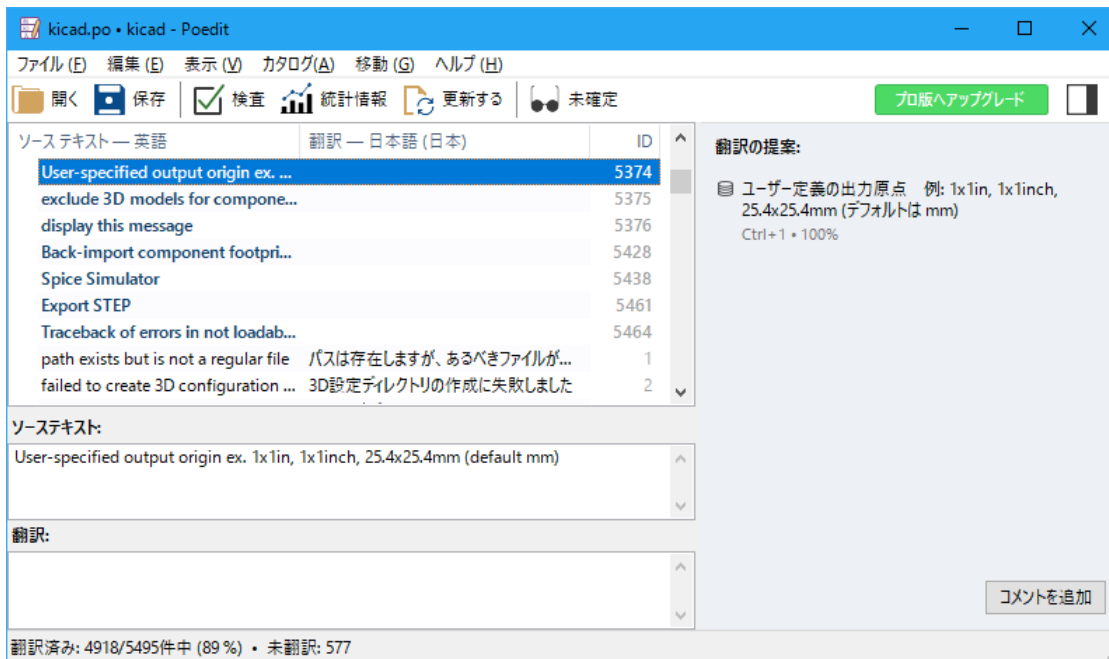 kicad.po • kicad - Poedit
ファイル (F) 編集 (E) 表示 (V) カタログ(A) 移動 (G) ヘルプ (H)
開く 保存 検査 統計情報 更新する 未確定 プロ版へアップグレード
ソース テキスト — 英語 翻訳 — 日本語 (日本) ID
User-specified output origin ex. ... 5374
exclude 3D models for compone... 5375
display this message 5376
Back-import component footpri... 5428
Spice Simulator 5438
Export STEP 5461
Traceback of errors in not loadab... 5464
path exists but is not a regular file パスは存在しますが、あるべきファイルが... 1
failed to create 3D configuration ... 3D設定ディレクトリの作成に失敗しました 2
ソーステキスト:
User-specified output origin ex. 1x1in, 1x1inch, 25.4x25.4mm (default mm)
翻訳:
翻訳の提案:
ユーザー定義の出力原点 例: 1x1in, 1x1inch,
25.4x25.4mm (デフォルトは mm)
Ctrl+1 • 100%
コメントを追加
翻訳済み: 4918/5495件中 (89 %) • 未翻訳: 577